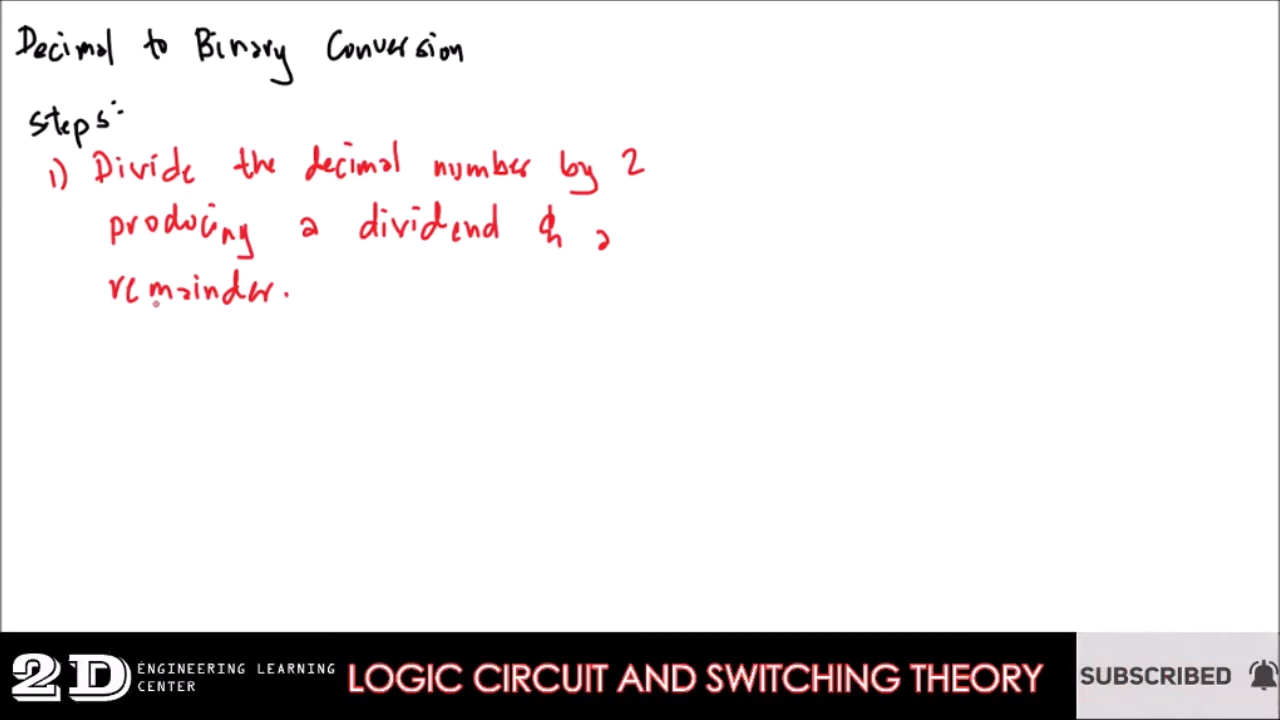 Decimal to Binary Conversion
Steps:
1) Divide the decimal number by 2
producing a dividend & a
remainder.
2D ENGINEERING LEARNING
CENTER
LOGIC CIRCUIT AND SWITCHING THEORY
SUBSCRIBED